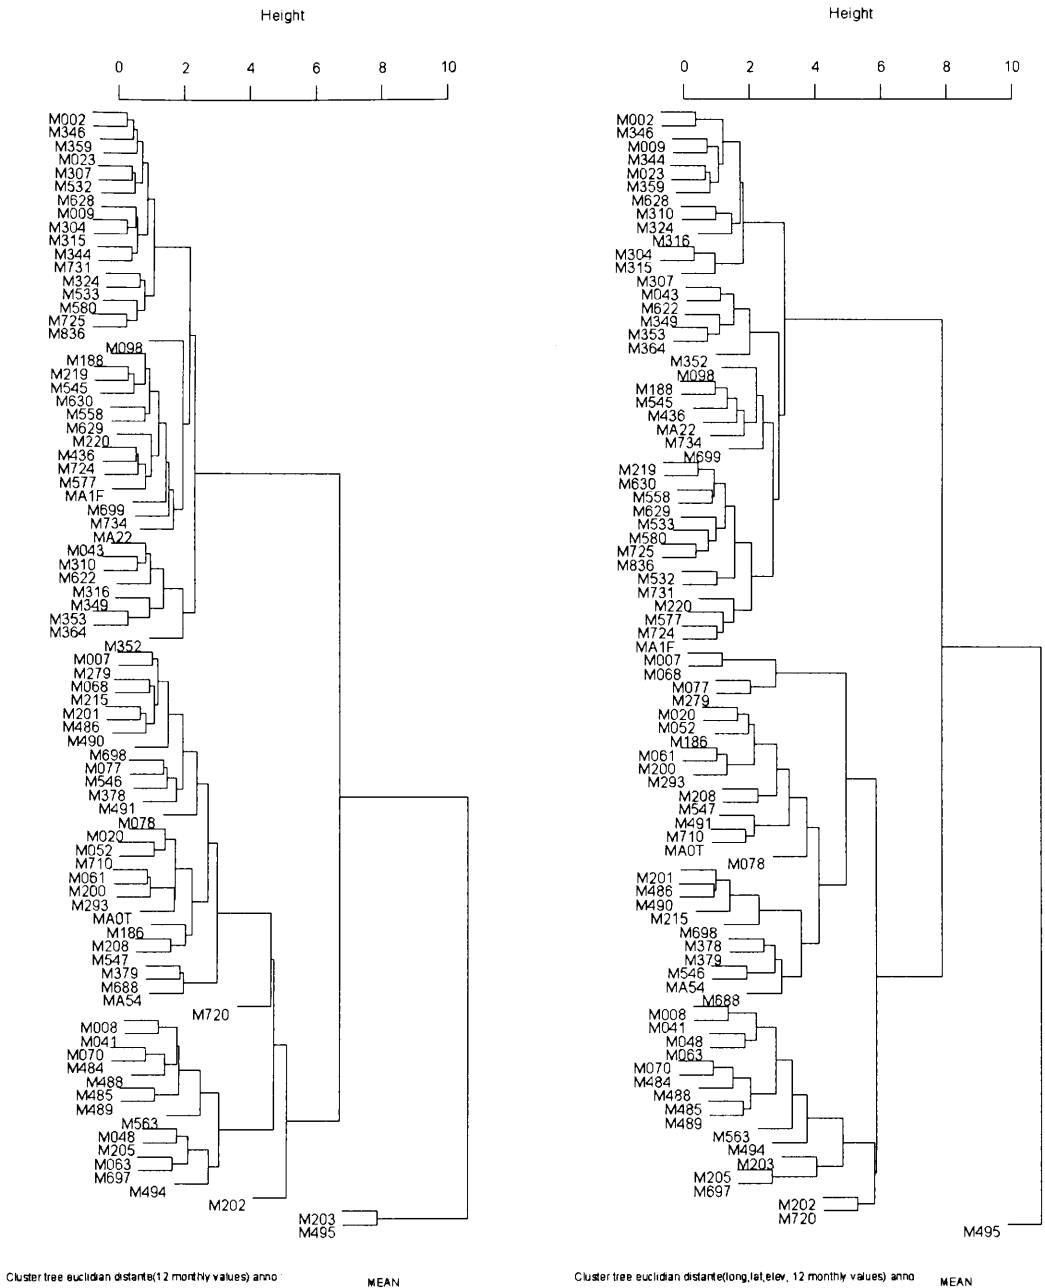 Height
0 2 4 6 8 10
M002
M346
M359
M023
M307
M532
M628
M009
M304
M315
M344
M731
M324
M533
M580
M725
M836
M098
M188
M219
M545
M630
M558
M629
M220
M436
M724
M577
MA1F
M699
M734
MA22
M043
M310
M622
M316
M349
M353
M364
M352
M007
M279
M068
M215
M201
M486
M490
M698
M077
M546
M378
M491
M078
M020
M052
M710
M061
M200
M293
MA0T
M186
M208
M547
M379
M688
MA54
M720
M008
M041
M070
M484
M488
M485
M489
M563
M048
M205
M063
M697
M494
M202
M203
M495
Cluster tree euclidian distante(12 monthly values) anno
MEAN
Height
0 2 4 6 8 10
M002
M346
M009
M344
M023
M359
M628
M310
M324
M316
M304
M315
M307
M043
M622
M349
M353
M364
M352
M098
M188
M545
M436
MA22
M734
M699
M219
M630
M558
M629
M533
M580
M725
M836
M532
M731
M220
M577
M724
MA1F
M007
M068
M077
M279
M020
M052
M186
M061
M200
M293
M208
M547
M491
M710
MA0T
M078
M201
M486
M490
M215
M698
M378
M379
M546
MA54
M688
M008
M041
M048
M063
M070
M484
M488
M485
M489
M563
M494
M203
M205
M697
M202
M720
M495
Cluster tree euclidian distante(long,lat,elev, 12 monthly values) anno
MEAN